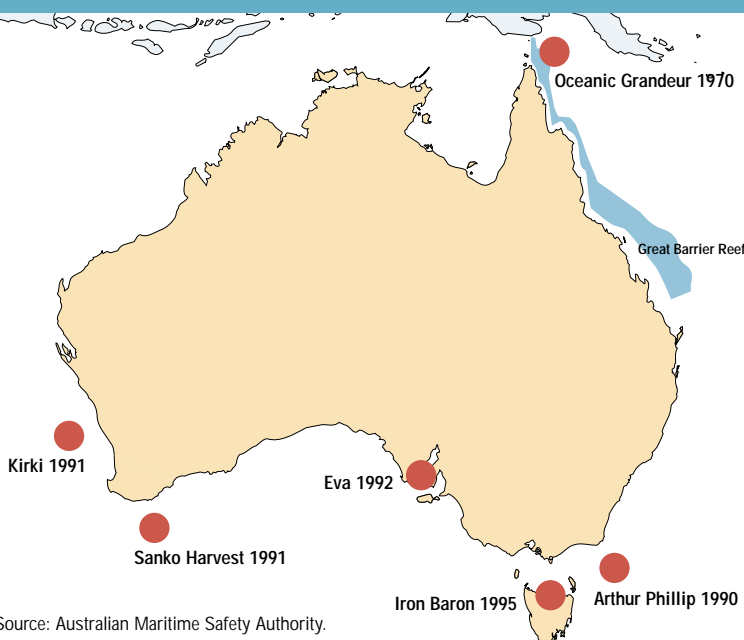 Oceanic Grandeur 1970
Great Barrier Reef
Kirki 1991
Eva 1992
Sanko Harvest 1991
Iron Baron 1995
Arthur Phillip 1990
Source: Australian Maritime Safety Authority.